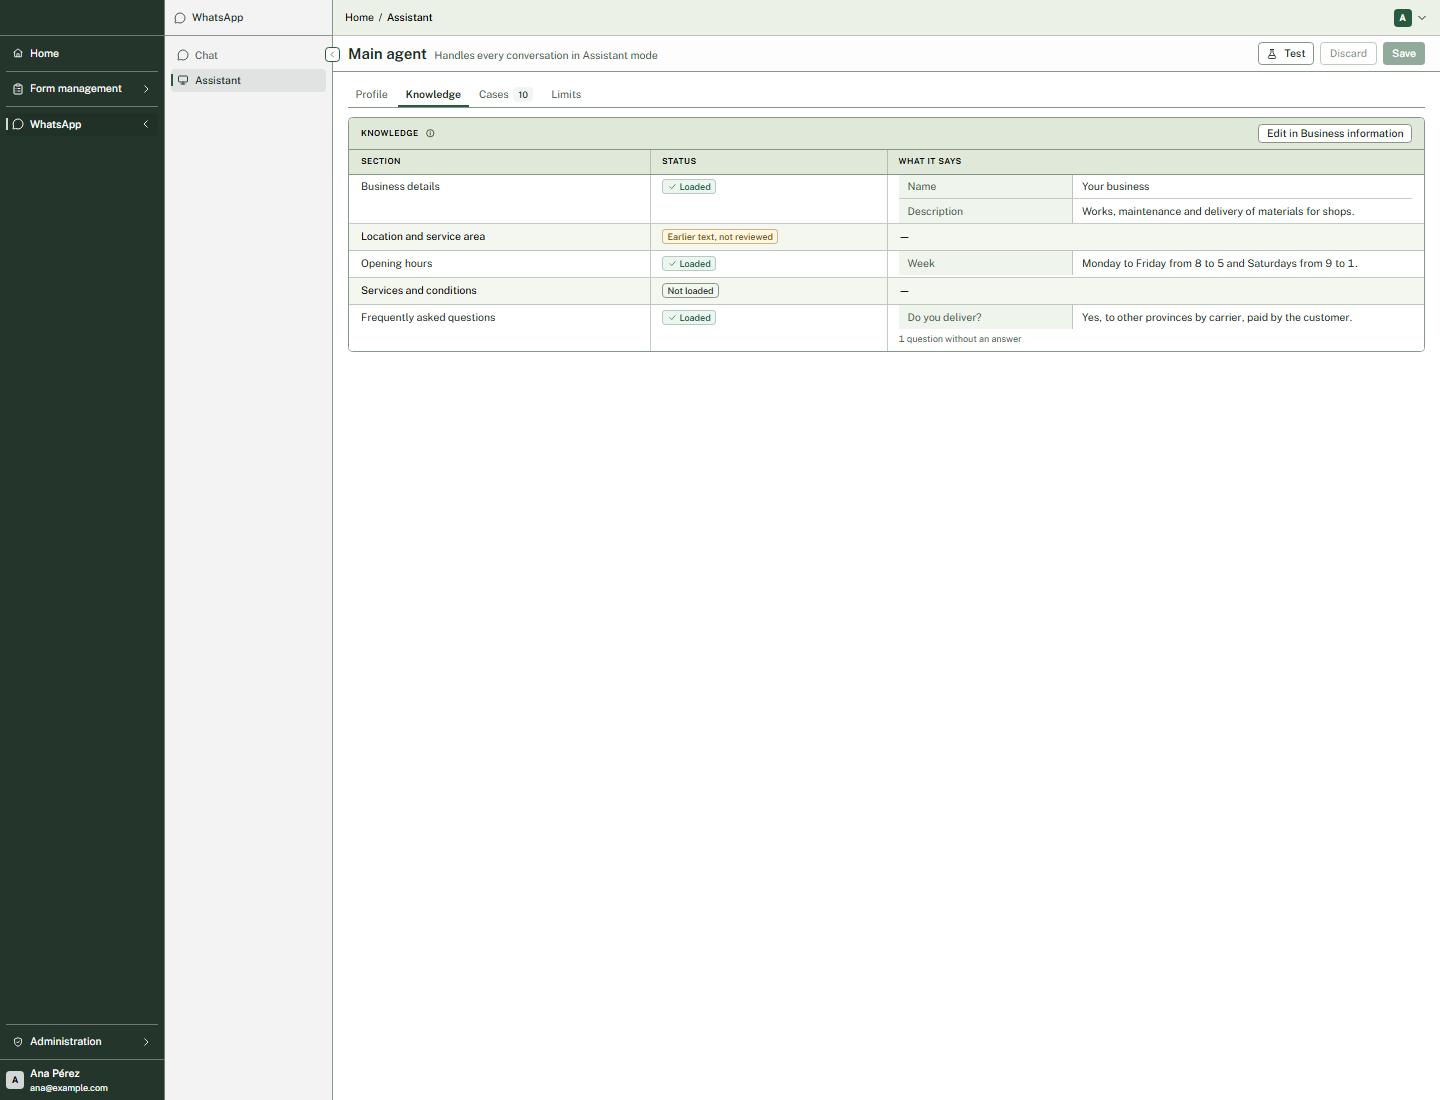 WhatsApp
Home / Assistant
A
Home
Form management
WhatsApp
Chat
Assistant
Main agent Handles every conversation in Assistant mode
Test
Discard
Save
Profile
Knowledge
Cases 10
Limits
KNOWLEDGE
Edit in Business information
SECTION STATUS WHAT IT SAYS
Business details Loaded Name Your business
Description Works, maintenance and delivery of materials for shops.
Location and service area Earlier text, not reviewed —
Opening hours Loaded Week Monday to Friday from 8 to 5 and Saturdays from 9 to 1.
Services and conditions Not loaded —
Frequently asked questions Loaded Do you deliver? Yes, to other provinces by carrier, paid by the customer.
1 question without an answer
Administration
A
Ana Pérez
ana@example.com